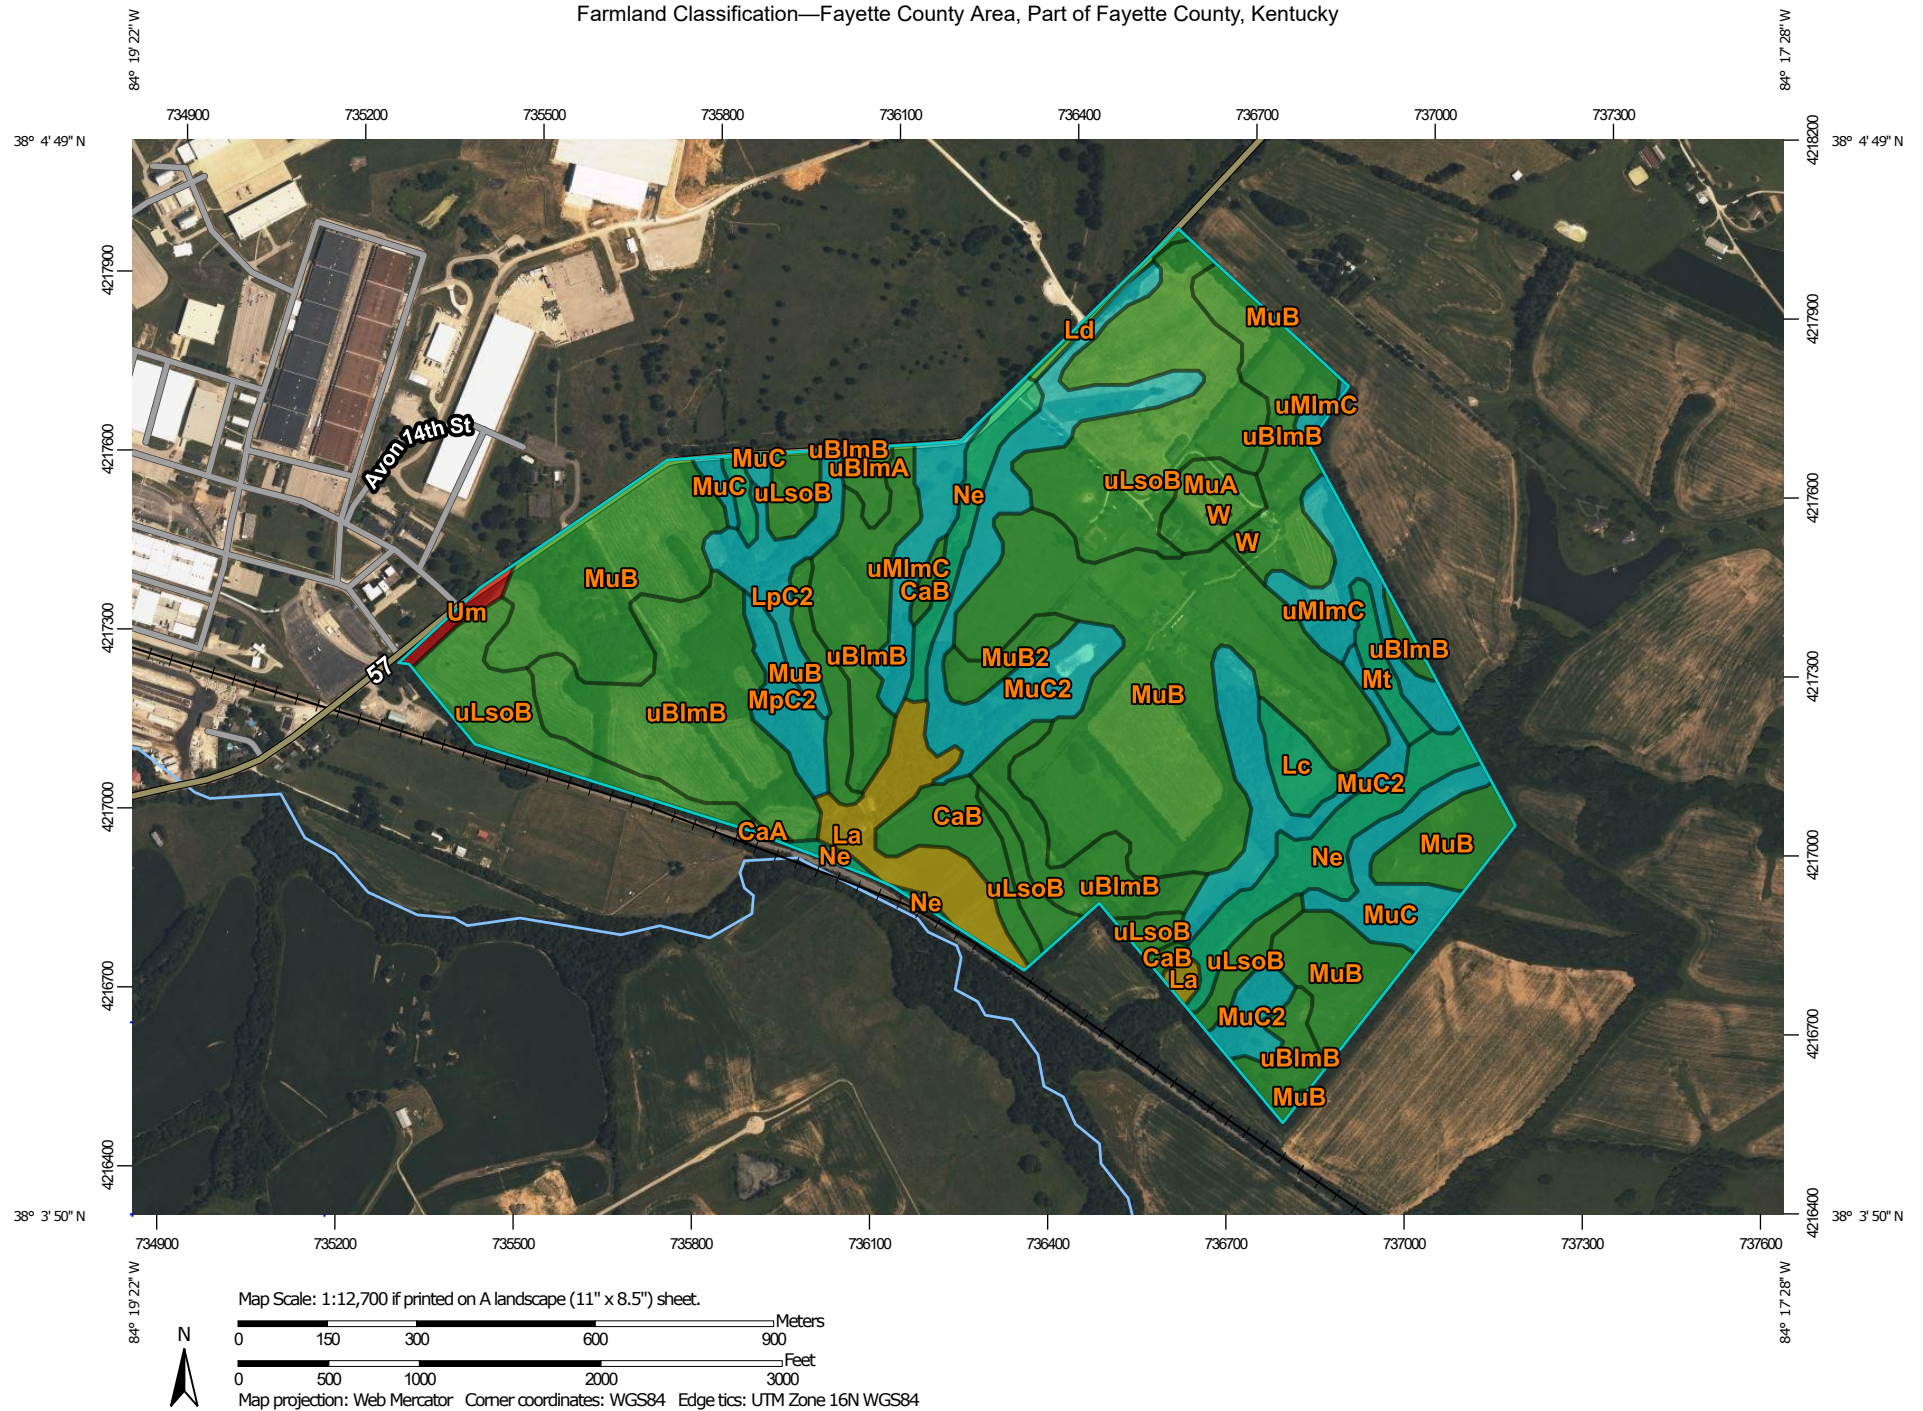 Farmland Classification—Fayette County Area, Part of Fayette County, Kentucky
84° 19' 22'' W
84° 17' 28'' W
734900 735200 735500 735800 736100 736400 736700 737000 737300
38° 4' 49'' N
38° 4' 49'' N
4218200
4217900
4217900
4217600
4217600
4217300
4217300
4217000
4217000
4216700
4216700
4216400
4216400
Ld
MuB
uMlmC
uBlmB
Avon 14th St
MuC
uBlmB
uBlmA
MuC
uLsoB
Ne
uLsoB
MuA
W
W
uMlmC
CaB
MuB
LpC2
Um
uMlmC
57
uBlmB
MuB2
uBlmB
MuB
Mt
MpC2
MuC2
MuB
uLsoB
uBlmB
Lc
MuC2
CaB
CaA
La
Ne
MuB
Ne
uLsoB
uBlmB
Ne
MuC
uLsoB
CaB
uLsoB
La
MuB
MuC2
uBlmB
MuB
38° 3' 50'' N
38° 3' 50'' N
734900 735200 735500 735800 736100 736400 736700 737000 737300 737600
84° 19' 22'' W
84° 17' 28'' W
Map Scale: 1:12,700 if printed on A landscape (11" x 8.5") sheet.
N
Meters
0 150 300 600 900
Feet
0 500 1000 2000 3000
Map projection: Web Mercator Corner coordinates: WGS84 Edge tics: UTM Zone 16N WGS84